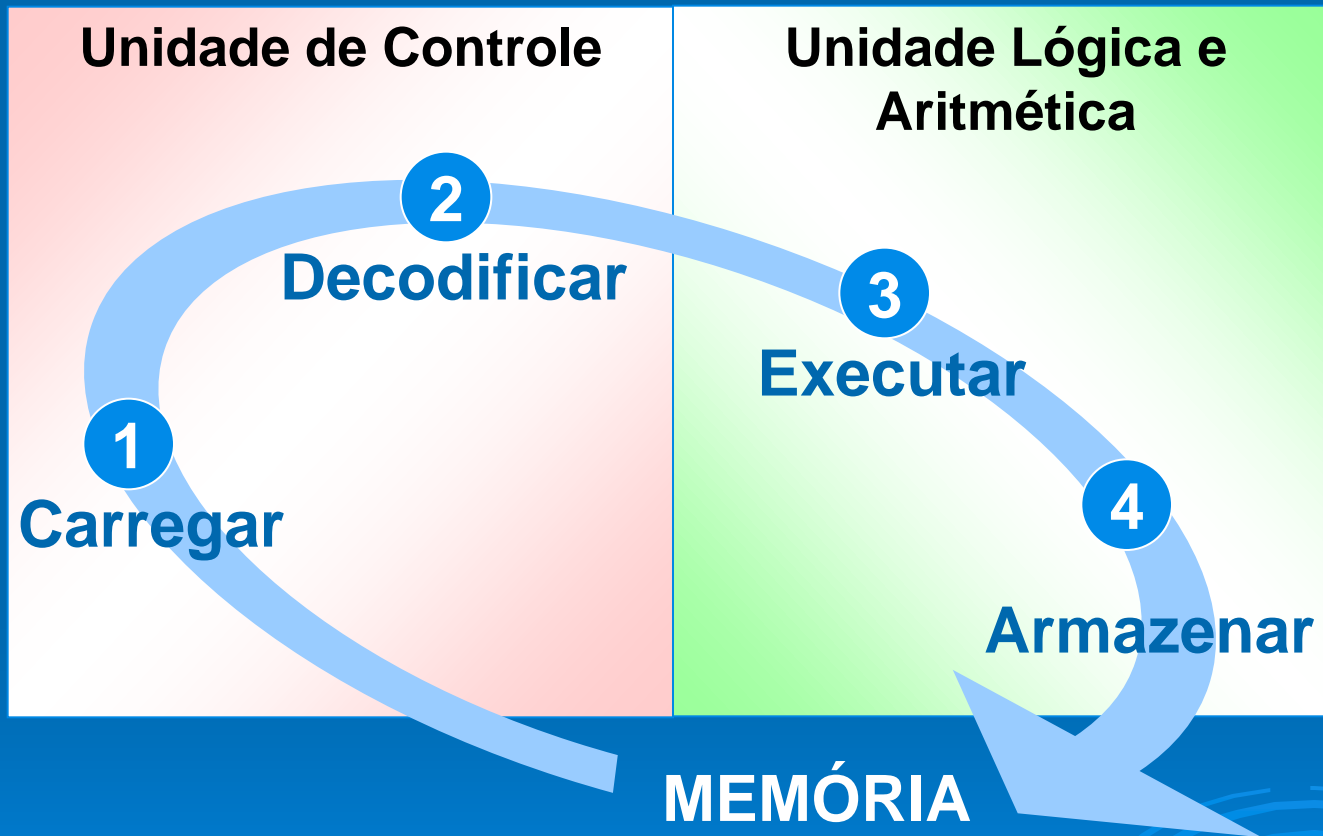 Unidade de Controle
Unidade Lógica e
Aritmética
2
Decodificar
3
Executar
1
Carregar
4
Armazenar
MEMÓRIA